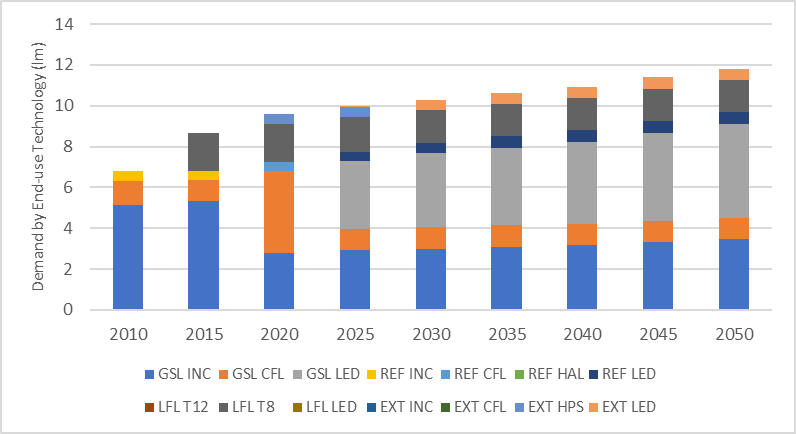 14
12
10
8
6
4
2
0
Demand by End-use Technology (lm)
2010 2015 2020 2025 2030 2035 2040 2045 2050
GSL INC GSL CFL GSL LED REF INC REF CFL REF HAL REF LED
LFL T12 LFL T8 LFL LED EXT INC EXT CFL EXT HPS EXT LED